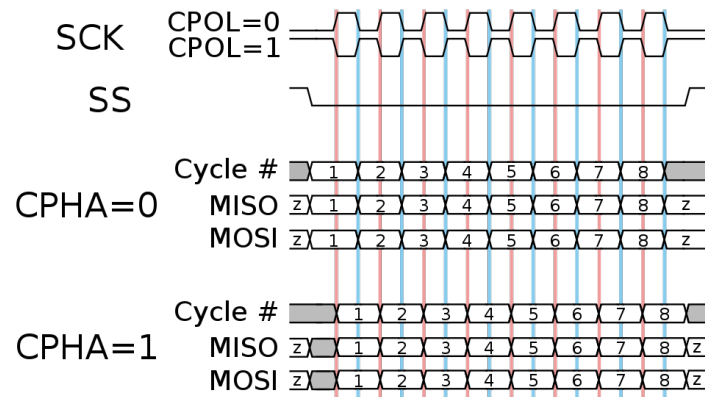 SCK CPOL=0
CPOL=1
SS
Cycle # 1 2 3 4 5 6 7 8
CPHA=0 MISO z 1 2 3 4 5 6 7 8 z
MOSI z 1 2 3 4 5 6 7 8 z
Cycle # 1 2 3 4 5 6 7 8
CPHA=1 MISO z 1 2 3 4 5 6 7 8 z
MOSI z 1 2 3 4 5 6 7 8 z